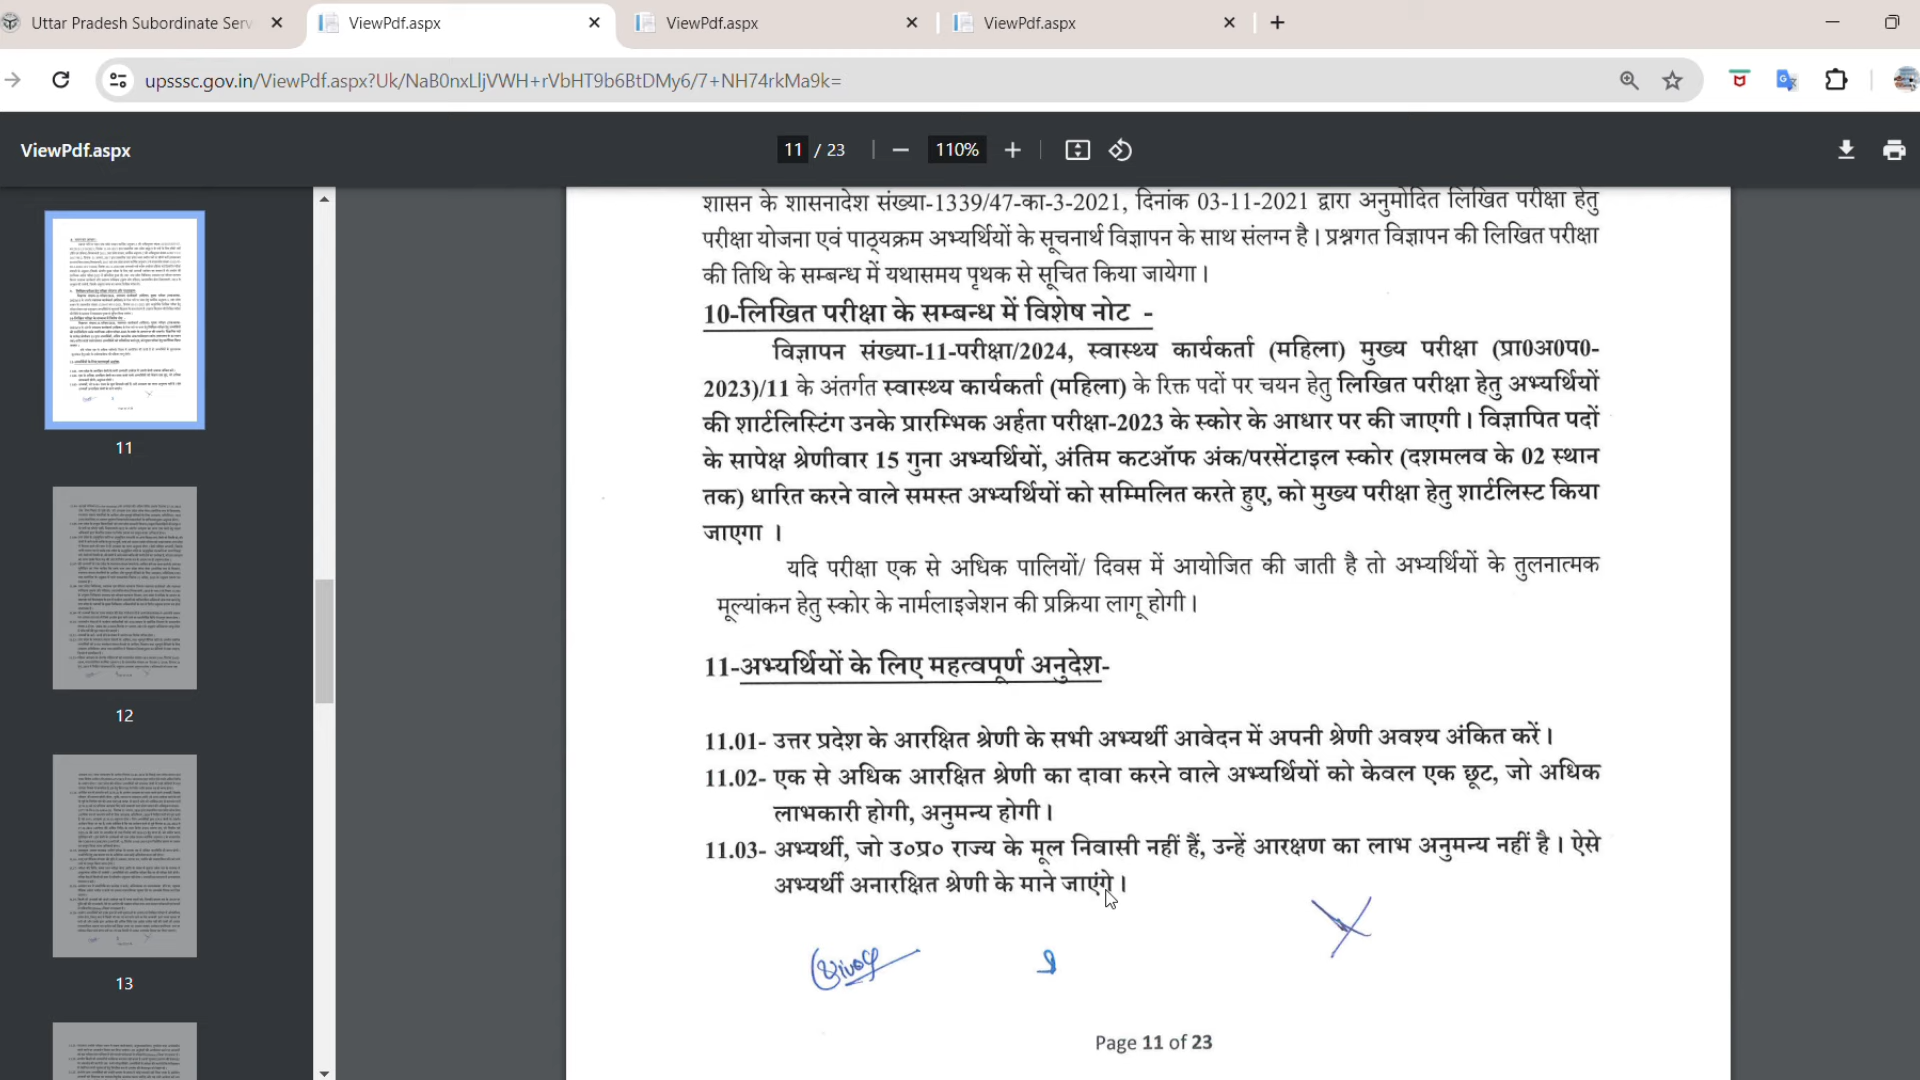 Uttar Pradesh Subordinate Serv
ViewPdf.aspx
ViewPdf.aspx
ViewPdf.aspx
upsssc.gov.in/ViewPdf.aspx?Uk/NaB0nxLljVWH+rVbHT9b6BtDMy6/7+NH74rkMa9k=
ViewPdf.aspx
11 / 23
110%
11
12
13
शासन के शासनादेश संख्या-1339/47-का-3-2021, दिनांक 03-11-2021 द्वारा अनुमोदित लिखित परीक्षा हेतु
परीक्षा योजना एवं पाठ्यक्रम अभ्यर्थियों के सूचनार्थ विज्ञापन के साथ संलग्न है। प्रश्नगत विज्ञापन की लिखित परीक्षा
की तिथि के सम्बन्ध में यथासमय पृथक से सूचित किया जायेगा।
10-लिखित परीक्षा के सम्बन्ध में विशेष नोट -
विज्ञापन संख्या-11-परीक्षा/2024, स्वास्थ्य कार्यकर्ता (महिला) मुख्य परीक्षा (प्रा0अ0प0-
2023)/11 के अंतर्गत स्वास्थ्य कार्यकर्ता (महिला) के रिक्त पदों पर चयन हेतु लिखित परीक्षा हेतु अभ्यर्थियों
की शार्टलिस्टिंग उनके प्रारम्भिक अर्हता परीक्षा-2023 के स्कोर के आधार पर की जाएगी। विज्ञापित पदों
के सापेक्ष श्रेणीवार 15 गुना अभ्यर्थियों, अंतिम कटऑफ अंक/परसेंटाइल स्कोर (दशमलव के 02 स्थान
तक) धारित करने वाले समस्त अभ्यर्थियों को सम्मिलित करते हुए, को मुख्य परीक्षा हेतु शार्टलिस्ट किया
जाएगा ।
यदि परीक्षा एक से अधिक पालियों/ दिवस में आयोजित की जाती है तो अभ्यर्थियों के तुलनात्मक
मूल्यांकन हेतु स्कोर के नार्मलाइजेशन की प्रक्रिया लागू होगी।
11-अभ्यर्थियों के लिए महत्वपूर्ण अनुदेश-
11.01- उत्तर प्रदेश के आरक्षित श्रेणी के सभी अभ्यर्थी आवेदन में अपनी श्रेणी अवश्य अंकित करें।
11.02- एक से अधिक आरक्षित श्रेणी का दावा करने वाले अभ्यर्थियों को केवल एक छूट, जो अधिक
लाभकारी होगी, अनुमन्य होगी।
11.03- अभ्यर्थी, जो उ०प्र० राज्य के मूल निवासी नहीं हैं, उन्हें आरक्षण का लाभ अनुमन्य नहीं है। ऐसे
अभ्यर्थी अनारक्षित श्रेणी के माने जाएंगे।
Page 11 of 23